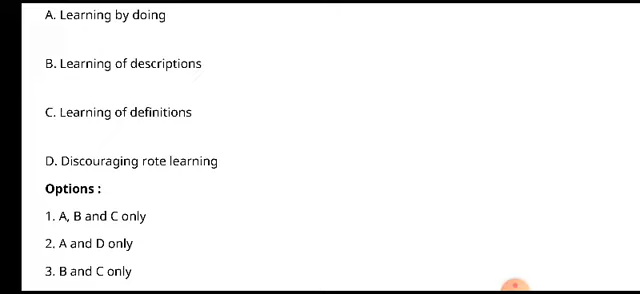 A. Learning by doing
B. Learning of descriptions
C. Learning of definitions
D. Discouraging rote learning
Options :
1. A, B and C only
2. A and D only
3. B and C only